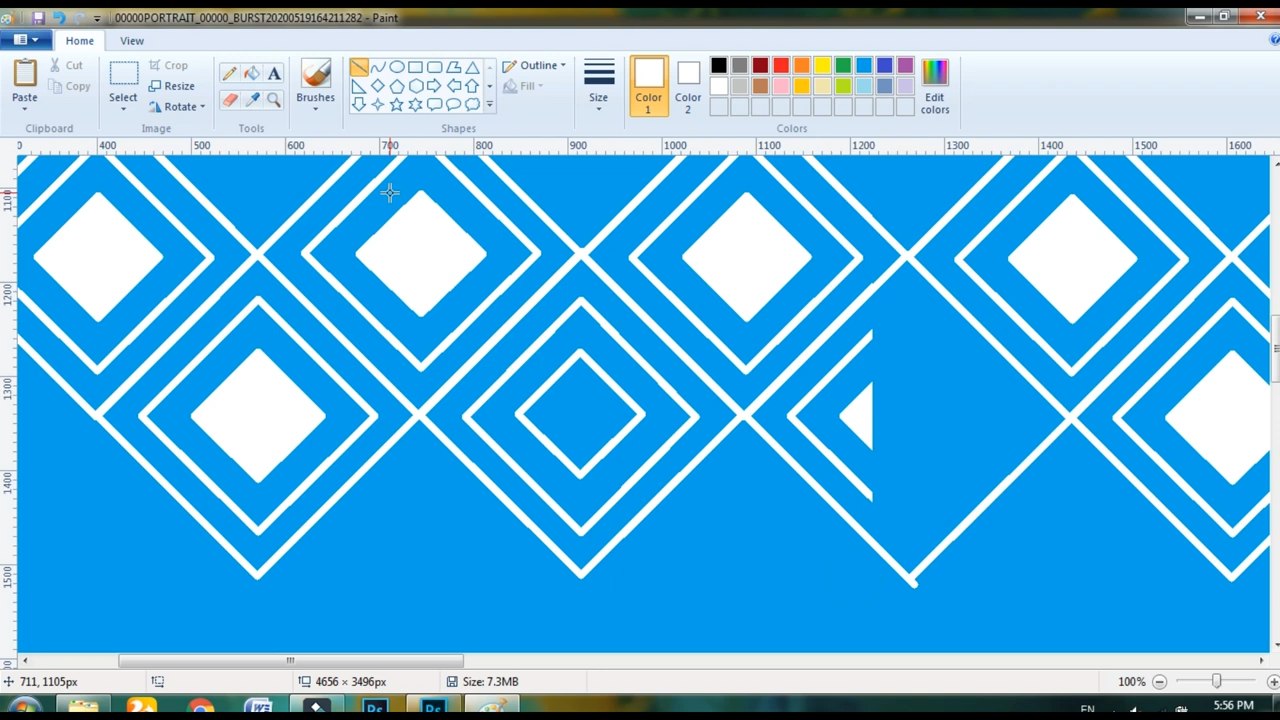 00000PORTRAIT_00000_BURST20200519164211282 - Paint
Home View
Paste
Cut
Copy
Clipboard
Select
Crop
Resize
Rotate
Image
A
Tools
Brushes
Outline
Fill
Shapes
Size
Color 1
Color 2
Edit colors
Colors
400 500 600 700 800 900 1000 1100 1200 1300 1400 1500 1600
1100
1200
1300
1400
1500
711, 1105px
4656 × 3496px
Size: 7.3MB
100%
W
Ps
Ps
EN
5:56 PM